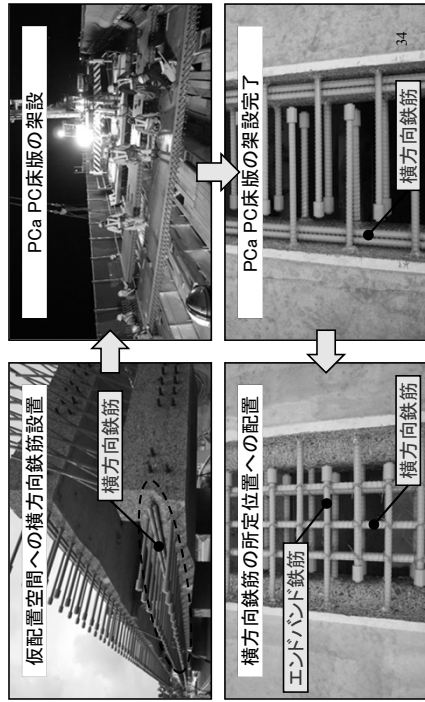 仮配置空間への横方向鉄筋設置
横方向鉄筋
PCa PC床版の架設
PCa PC床版の架設完了
横方向鉄筋
横方向鉄筋の所定位置への配置
エンドバンド鉄筋
横方向鉄筋
34